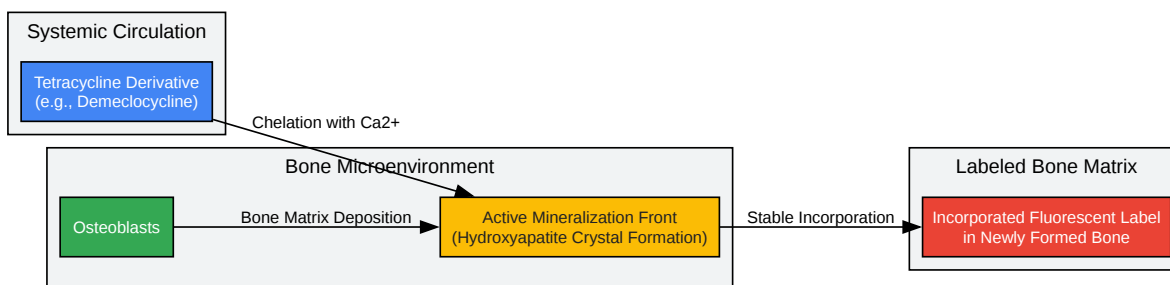 Systemic Circulation
Tetracycline Derivative
(e.g., Demeclocycline)
Chelation with Ca2+
Bone Microenvironment
Osteoblasts
Bone Matrix Deposition
Active Mineralization Front
(Hydroxyapatite Crystal Formation)
Stable Incorporation
Labeled Bone Matrix
Incorporated Fluorescent Label
in Newly Formed Bone